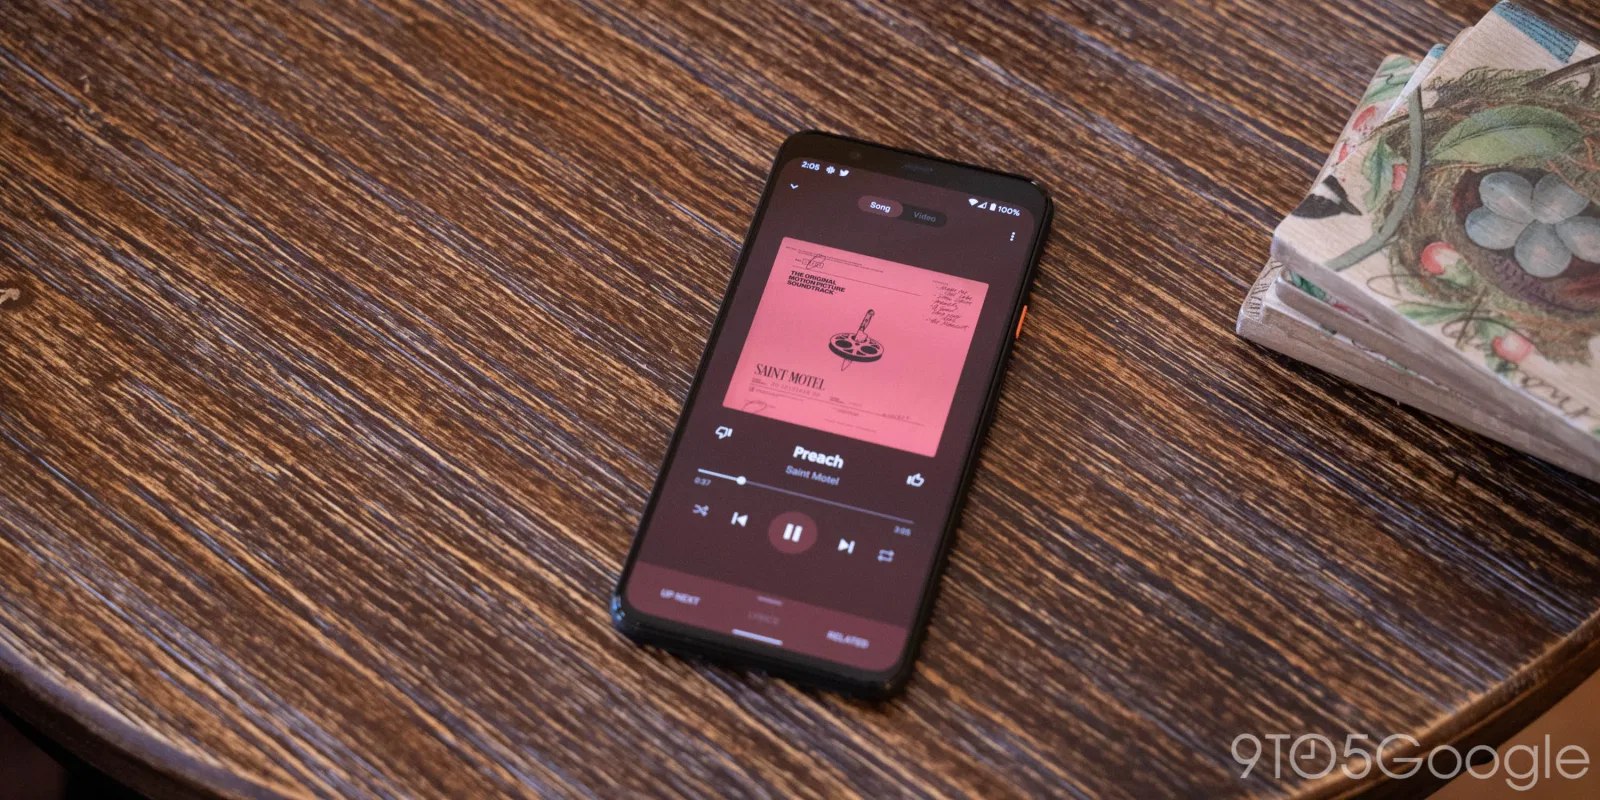 2:05
100%
Song
Video
THE ORIGINAL
MOTION PICTURE
SOUNDTRACK
SAINT MOTEL
Preach
Saint Motel
0:37
3:05
UP NEXT
LYRICS
RELATED
9TO5Google